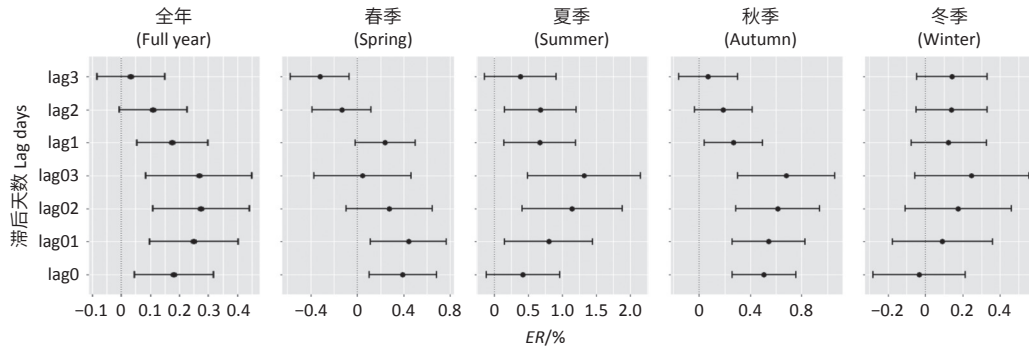 全年 春季 夏季 秋季 冬季
(Full year) (Spring) (Summer) (Autumn) (Winter)
滞后天数 Lag days
lag3
lag2
lag1
lag03
lag02
lag01
lag0
−0.1 0 0.1 0.2 0.3 0.4 −0.4 0 0.4 0.8 0 0.5 1.0 1.5 2.0 0 0.4 0.8 −0.2 0 0.2 0.4
ER/%